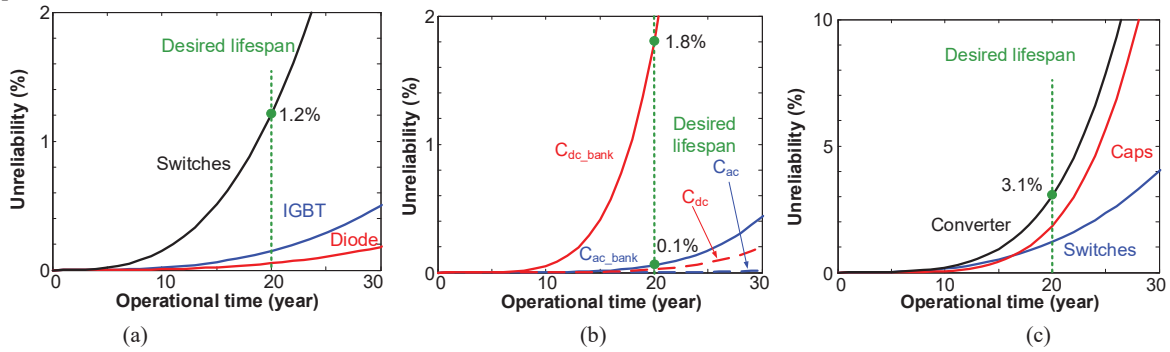 2
1
0
Unreliability (%)
0
10
20
30
Operational time (year)
Desired lifespan
1.2%
Switches
IGBT
Diode
(a)
2
1
0
Unreliability (%)
0
10
20
30
Operational time (year)
1.8%
Desired
lifespan
C_dc_bank
C_ac
C_dc
0.1%
C_ac_bank
(b)
10
5
0
Unreliability (%)
0
10
20
30
Operational time (year)
Desired lifespan
3.1%
Caps
Converter
Switches
(c)